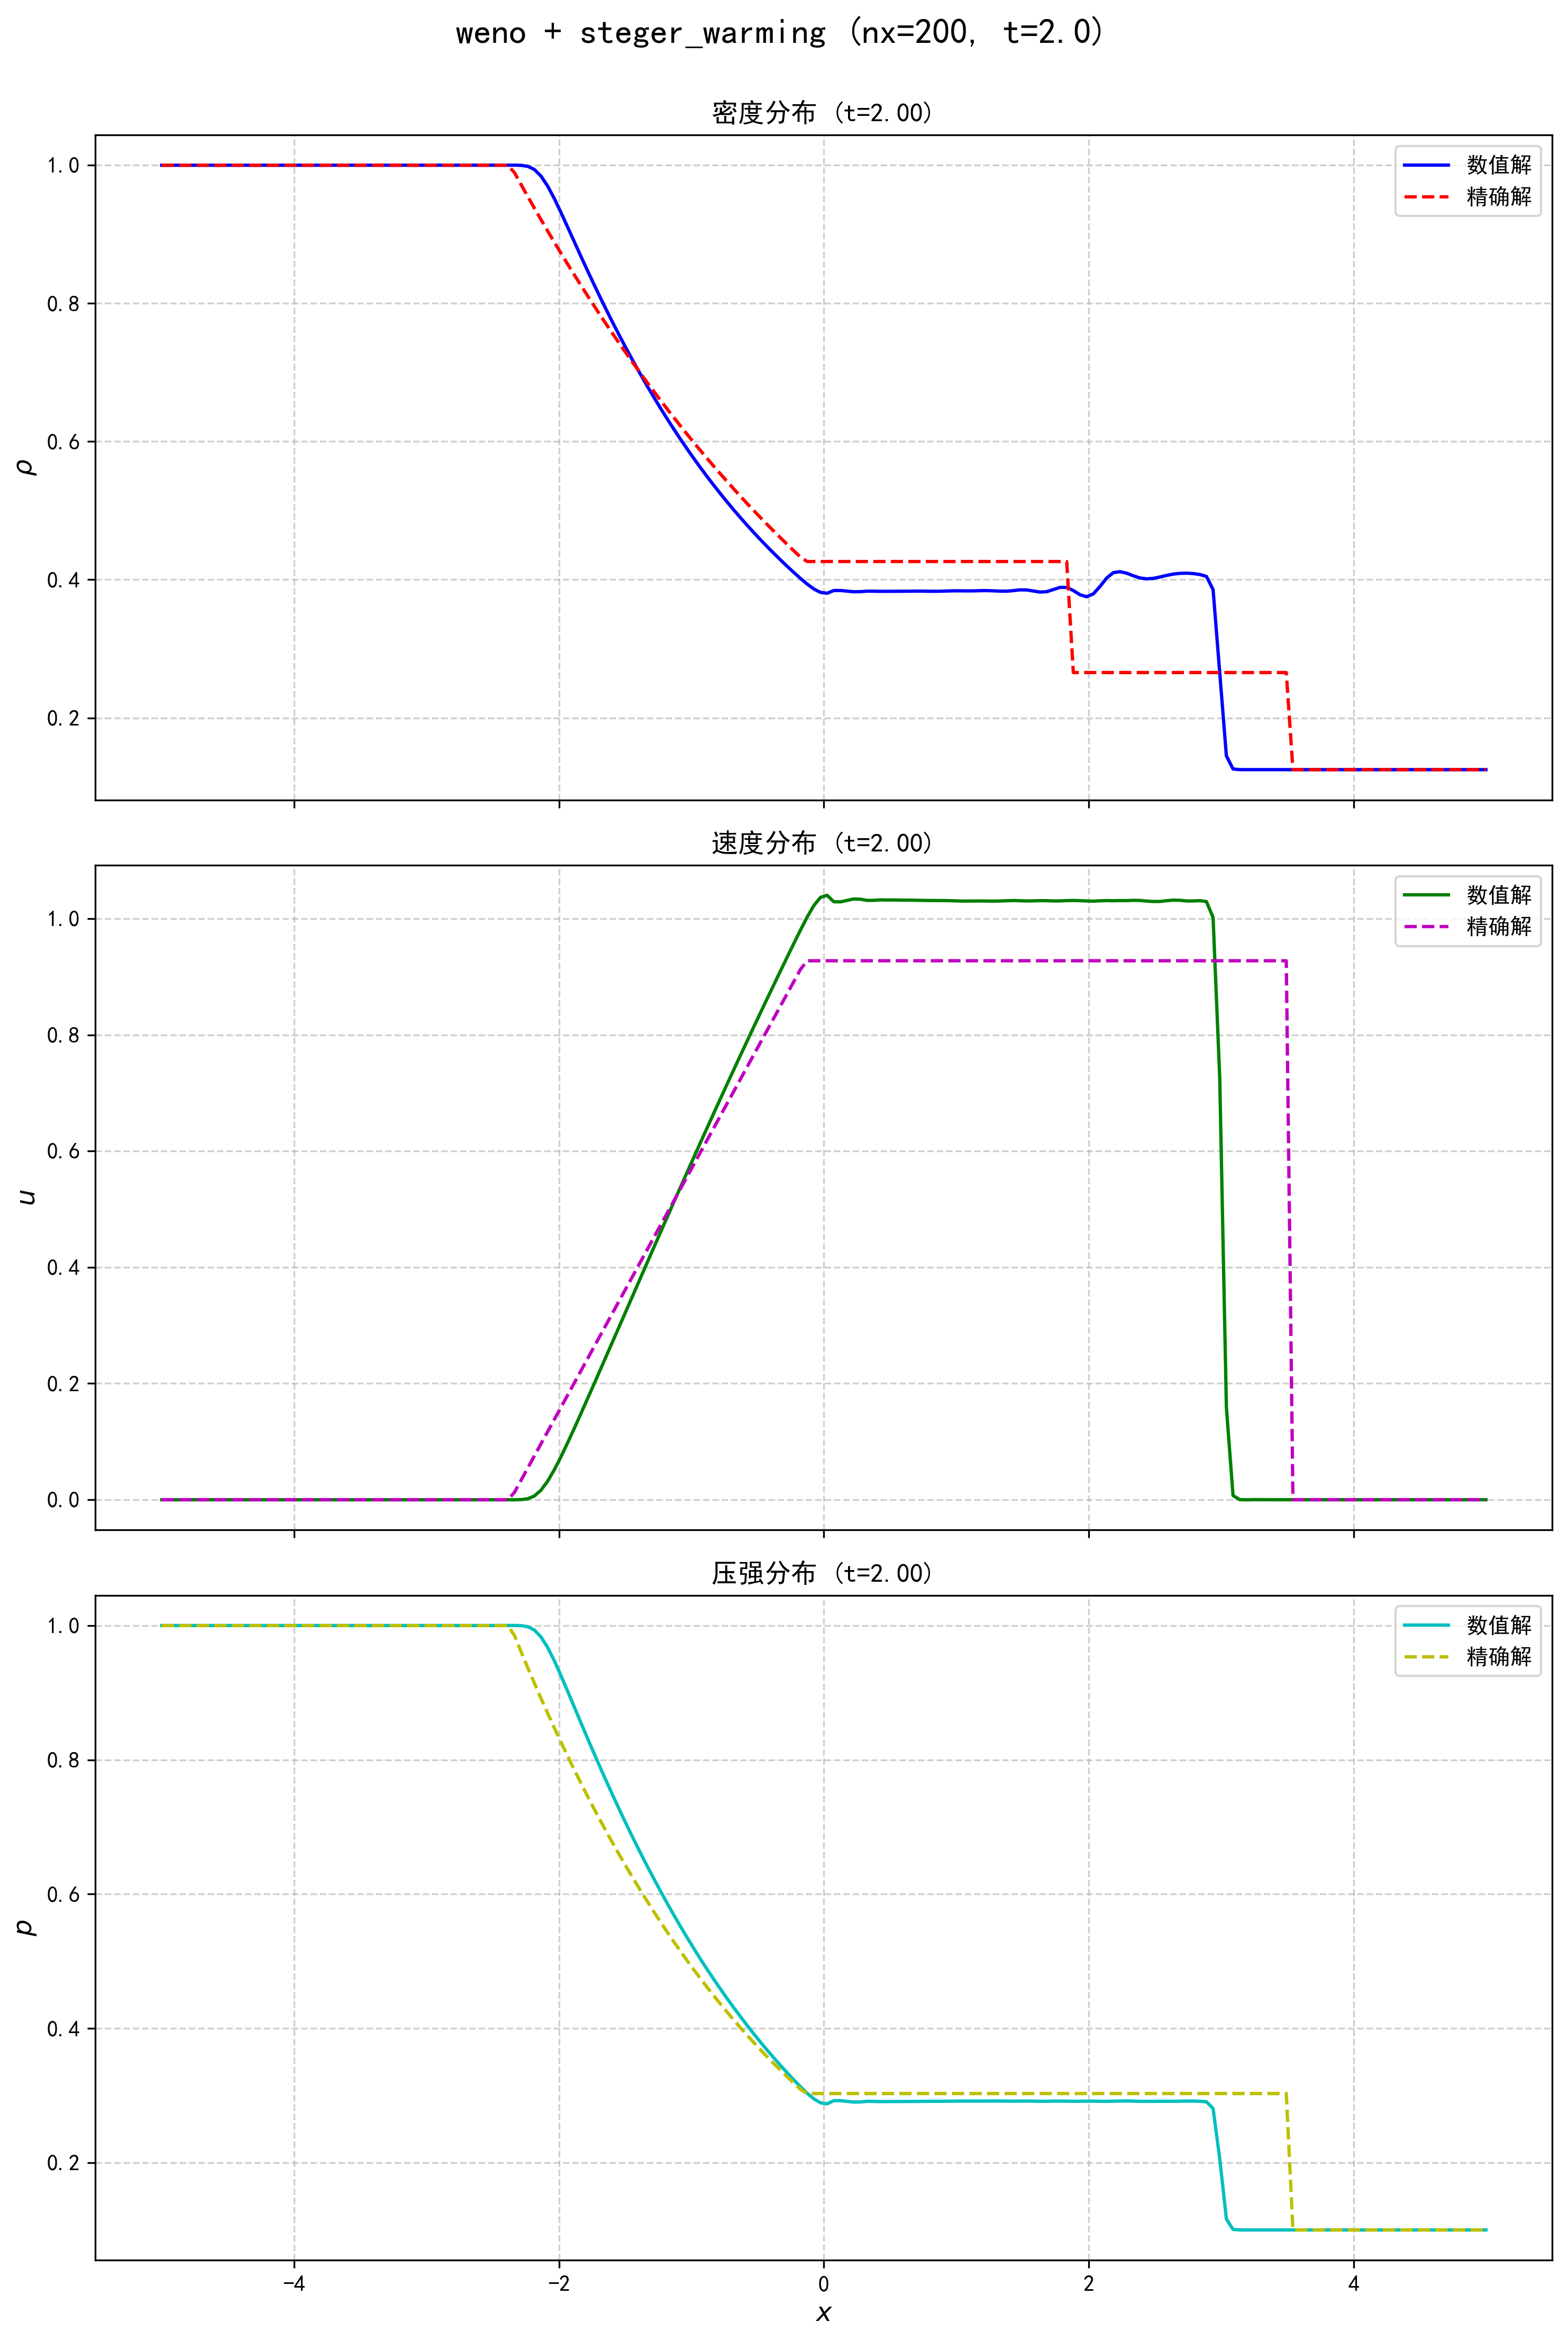 weno + steger_warming (nx=200, t=2.0)
密度分布 (t=2.00)
1.0
0.8
0.6
0.4
0.2
ρ
数值解
精确解
速度分布 (t=2.00)
1.0
0.8
0.6
0.4
0.2
0.0
u
数值解
精确解
压强分布 (t=2.00)
1.0
0.8
0.6
0.4
0.2
p
数值解
精确解
−4 −2 0 2 4
x